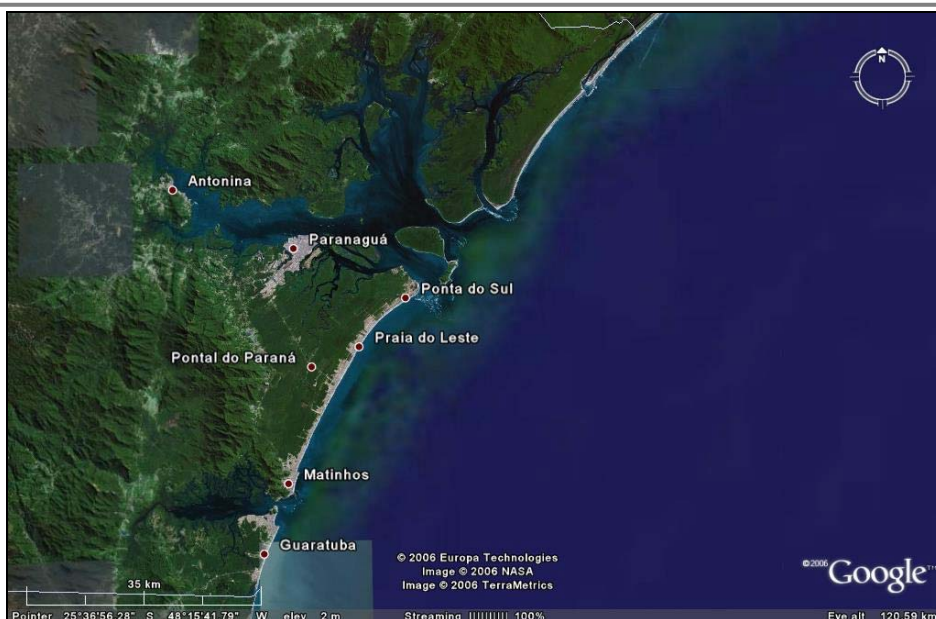 N
Antonina
Paranaguá
Ponta do Sul
Praia do Leste
Pontal do Paraná
Matinhos
Guaratuba
© 2006 Europa Technologies
Image © 2006 NASA
Image © 2006 TerraMetrics
©2006 Google™
35 km
Pointer 25°36'56.28" S 48°15'41.79" W elev 2 m Streaming ||||||||| 100% Eye alt 120.59 km